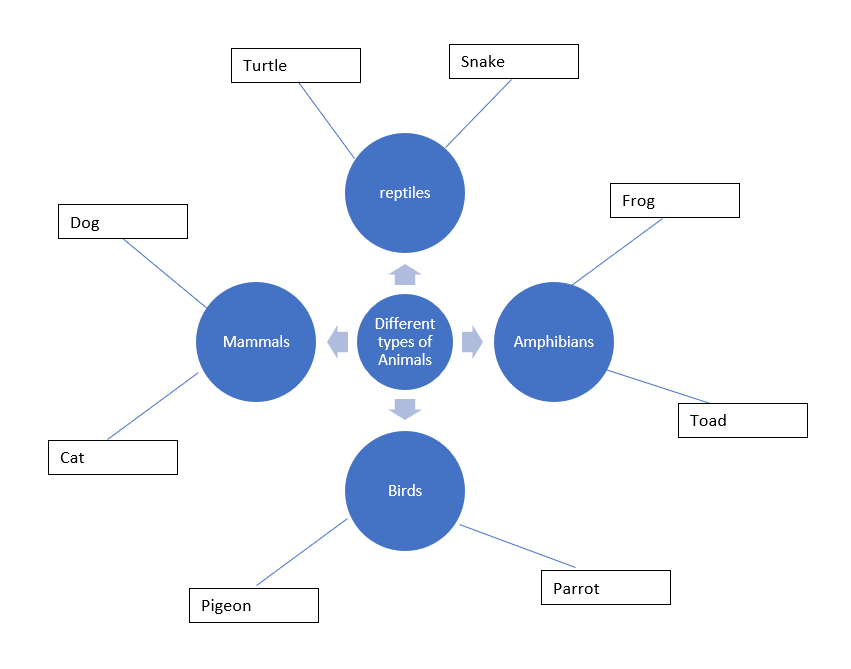 Turtle
Snake
reptiles
Frog
Dog
Different
types of
Animals
Mammals
Amphibians
Toad
Cat
Birds
Parrot
Pigeon